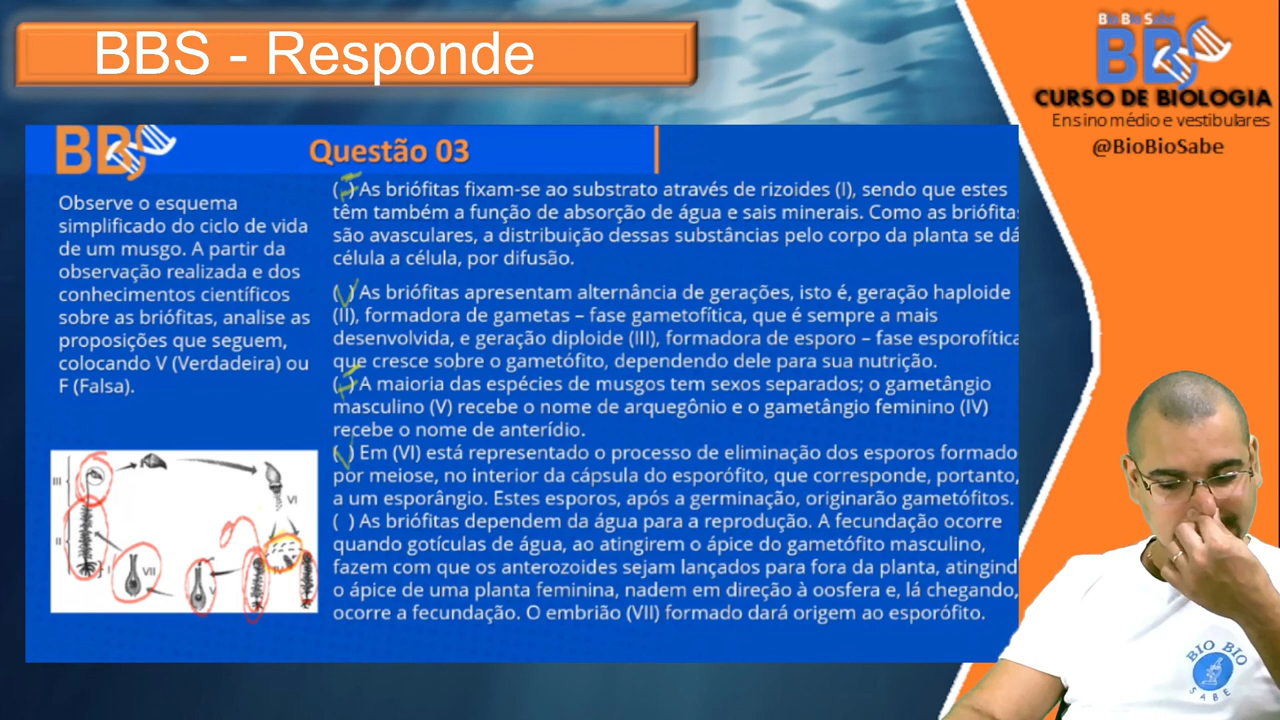 BBS - Responde
Bio Bio Sabe
BBS
CURSO DE BIOLOGIA
Ensino médio e vestibulares
@BioBioSabe
BBS
Questão 03
Observe o esquema
simplificado do ciclo de vida
de um musgo. A partir da
observação realizada e dos
conhecimentos científicos
sobre as briófitas, analise as
proposições que seguem,
colocando V (Verdadeira) ou
F (Falsa).
(F) As briófitas fixam-se ao substrato através de rizoides (I), sendo que estes
têm também a função de absorção de água e sais minerais. Como as briófitas
são avasculares, a distribuição dessas substâncias pelo corpo da planta se dá
célula a célula, por difusão.
(V) As briófitas apresentam alternância de gerações, isto é, geração haploide
(II), formadora de gametas – fase gametofítica, que é sempre a mais
desenvolvida, e geração diploide (III), formadora de esporo – fase esporofítica
que cresce sobre o gametófito, dependendo dele para sua nutrição.
(F) A maioria das espécies de musgos tem sexos separados; o gametângio
masculino (V) recebe o nome de arquegônio e o gametângio feminino (IV)
recebe o nome de anterídio.
(V) Em (VI) está representado o processo de eliminação dos esporos formado
por meiose, no interior da cápsula do esporófito, que corresponde, portanto,
a um esporângio. Estes esporos, após a germinação, originarão gametófitos.
( ) As briófitas dependem da água para a reprodução. A fecundação ocorre
quando gotículas de água, ao atingirem o ápice do gametófito masculino,
fazem com que os anterozoides sejam lançados para fora da planta, atingind
o ápice de uma planta feminina, nadem em direção à oosfera e, lá chegando,
ocorre a fecundação. O embrião (VII) formado dará origem ao esporófito.
III
VI
II
I
VII
V
IV
BIO BIO
SABE